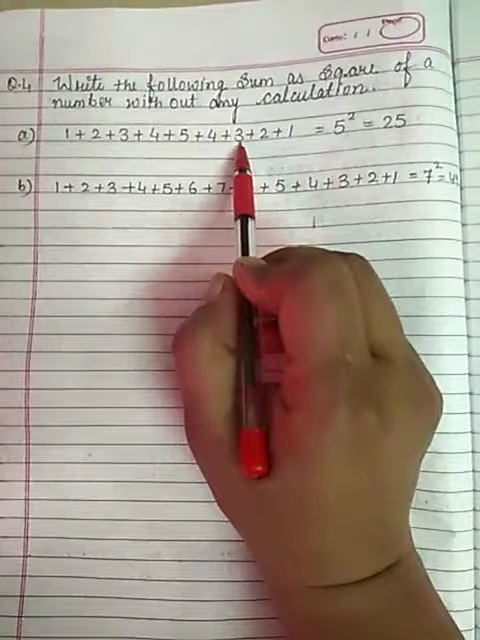 Date: / / Page:
Q.4 Write the following Sum as Sqare of a
number with out any calculation.
a) 1 + 2 + 3 + 4 + 5 + 4 + 3 + 2 + 1 = 5² = 25
b) 1 + 2 + 3 + 4 + 5 + 6 + 7 + 5 + 4 + 3 + 2 + 1 = 7² = 49